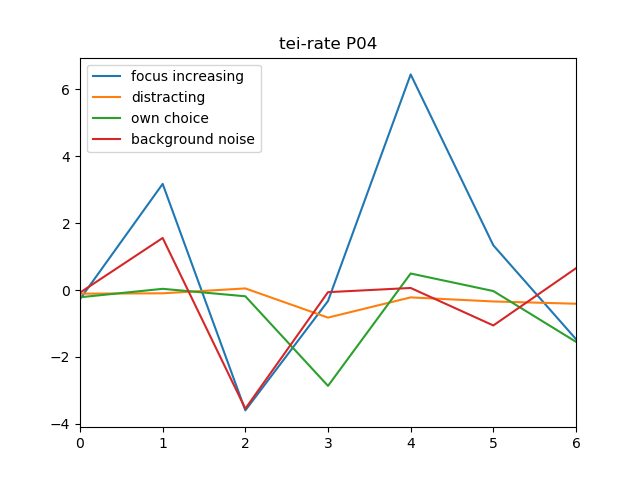 tei-rate P04
focus increasing
distracting
own choice
background noise
6
4
2
0
−2
−4
0 1 2 3 4 5 6